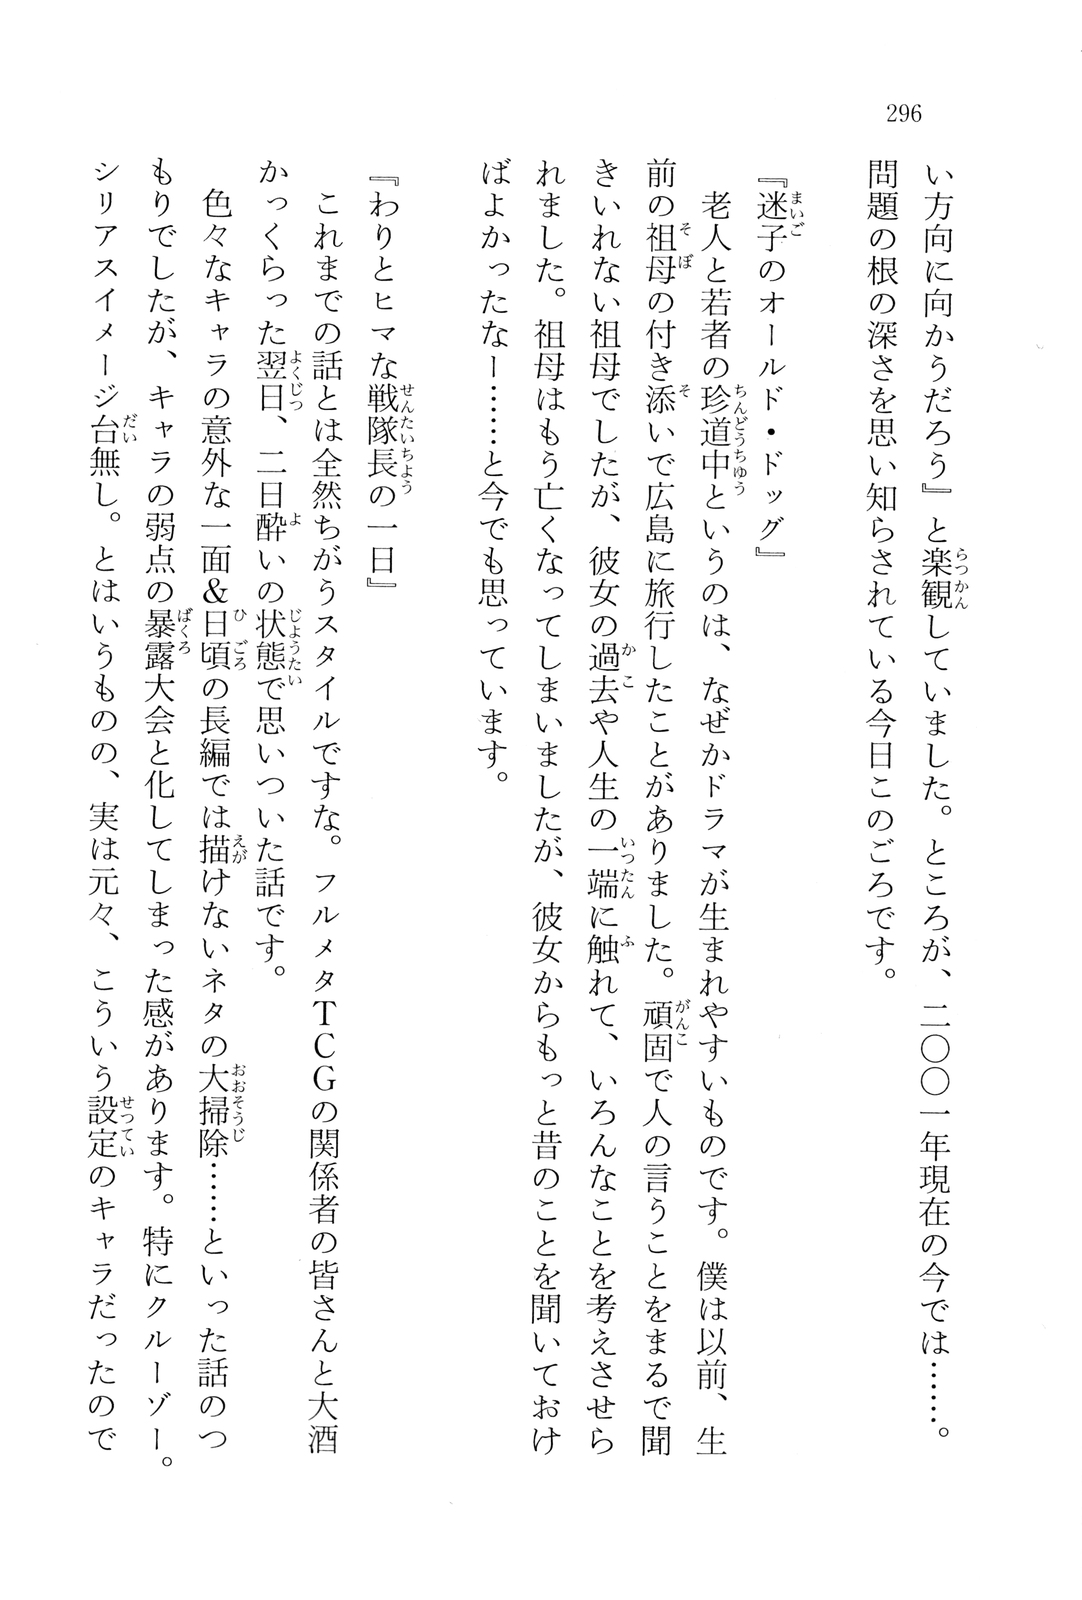 296
い方向に向かうだろう』と楽観していました。ところが、二〇〇一年現在の今では……。
問題の根の深さを思い知らされている今日このごろです。
『迷子のオールド・ドッグ』
老人と若者の珍道中というのは、なぜかドラマが生まれやすいものです。僕は以前、生
前の祖母の付き添いで広島に旅行したことがありました。頑固で人の言うことをまるで聞
きいれない祖母でしたが、彼女の過去や人生の一端に触れて、いろんなことを考えさせら
れました。祖母はもう亡くなってしまいましたが、彼女からもっと昔のことを聞いておけ
ばよかったなー……と今でも思っています。
『わりとヒマな戦隊長の一日』
これまでの話とは全然ちがうスタイルですな。フルメタTCGの関係者の皆さんと大酒
かっくらった翌日、二日酔いの状態で思いついた話です。
色々なキャラの意外な一面&日頃の長編では描けないネタの大掃除……といった話のつ
もりでしたが、キャラの弱点の暴露大会と化してしまった感があります。特にクルーゾー。
シリアスイメージ台無し。とはいうものの、実は元々、こういう設定のキャラだったので